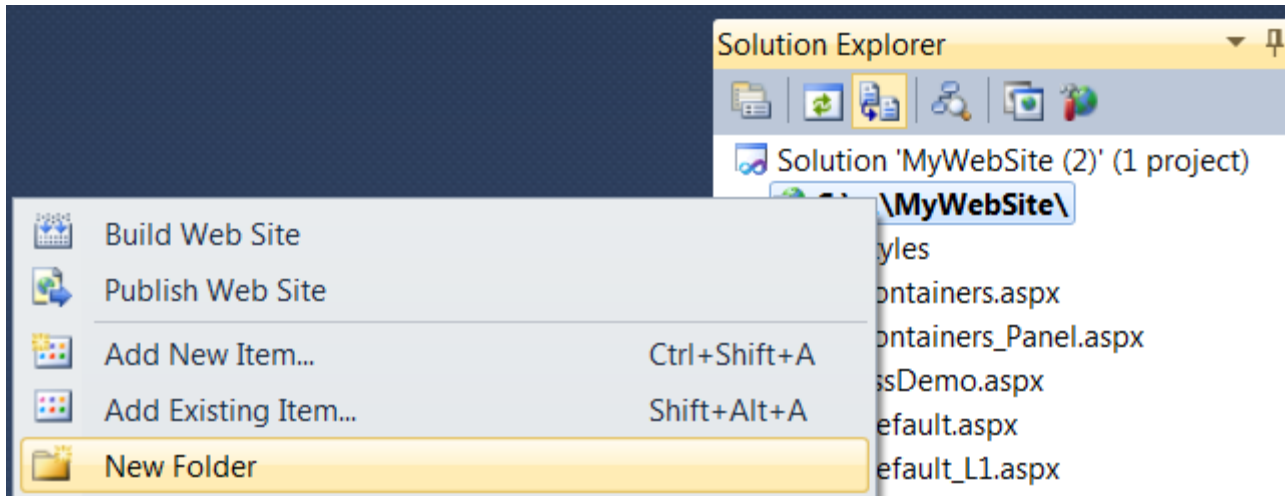 Solution Explorer
Solution 'MyWebSite (2)' (1 project)
\MyWebSite\
Build Web Site
Publish Web Site
Add New Item... Ctrl+Shift+A
Add Existing Item... Shift+Alt+A
New Folder
yles
ontainers.aspx
ontainers_Panel.aspx
ssDemo.aspx
efault.aspx
efault_L1.aspx